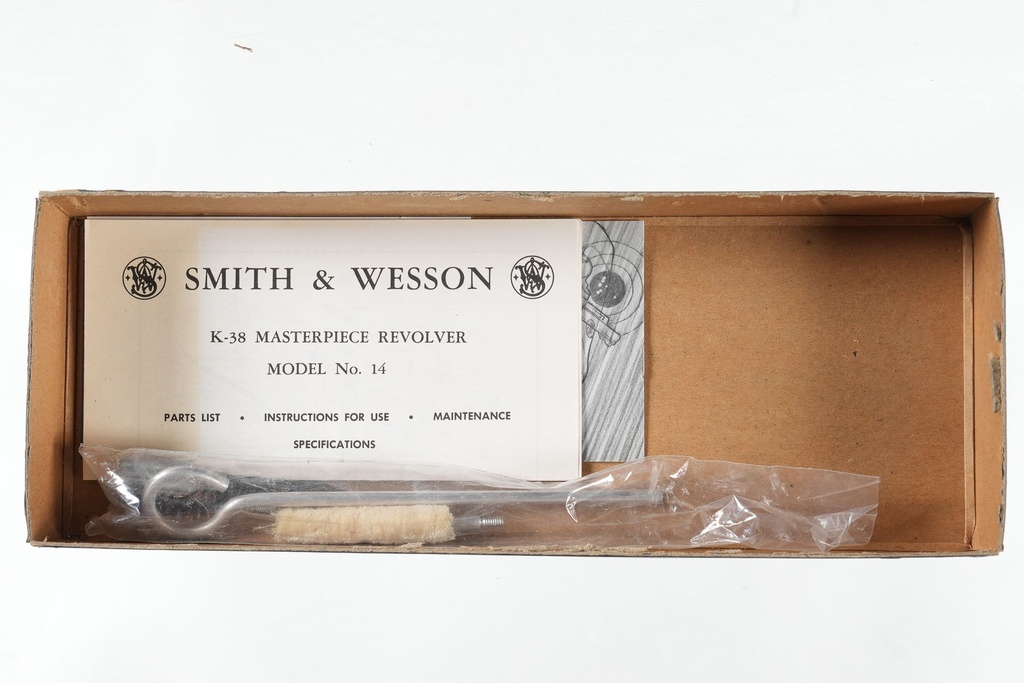 SMITH & WESSON
K-38 MASTERPIECE REVOLVER
MODEL No. 14
PARTS LIST • INSTRUCTIONS FOR USE • MAINTENANCE
SPECIFICATIONS